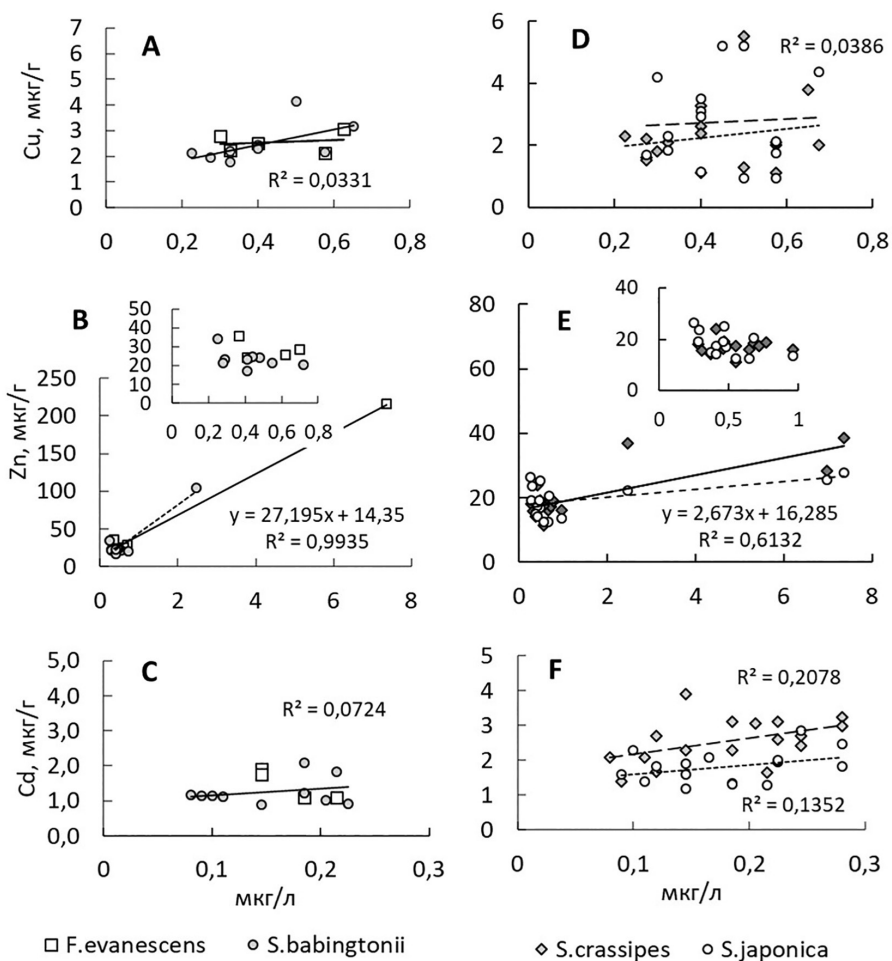 A
Cu, мкг/г
7
6
5
4
3
2
1
0
0 0,2 0,4 0,6 0,8
R² = 0,0331
D
6
4
2
0
0 0,2 0,4 0,6 0,8
R² = 0,0386
B
Zn, мкг/г
250
200
150
100
50
0
0 2 4 6 8
50
40
30
20
10
0
0 0,2 0,4 0,6 0,8
y = 27,195x + 14,35
R² = 0,9935
E
80
60
40
20
0
0 2 4 6 8
40
20
0
0 0,5 1
y = 2,673x + 16,285
R² = 0,6132
C
Cd, мкг/г
5,0
4,0
3,0
2,0
1,0
0,0
0 0,1 0,2 0,3
R² = 0,0724
мкг/л
F
5
4
3
2
1
0
0 0,1 0,2 0,3
R² = 0,2078
R² = 0,1352
мкг/л
F.evanescens S.babingtonii
S.crassipes S.japonica